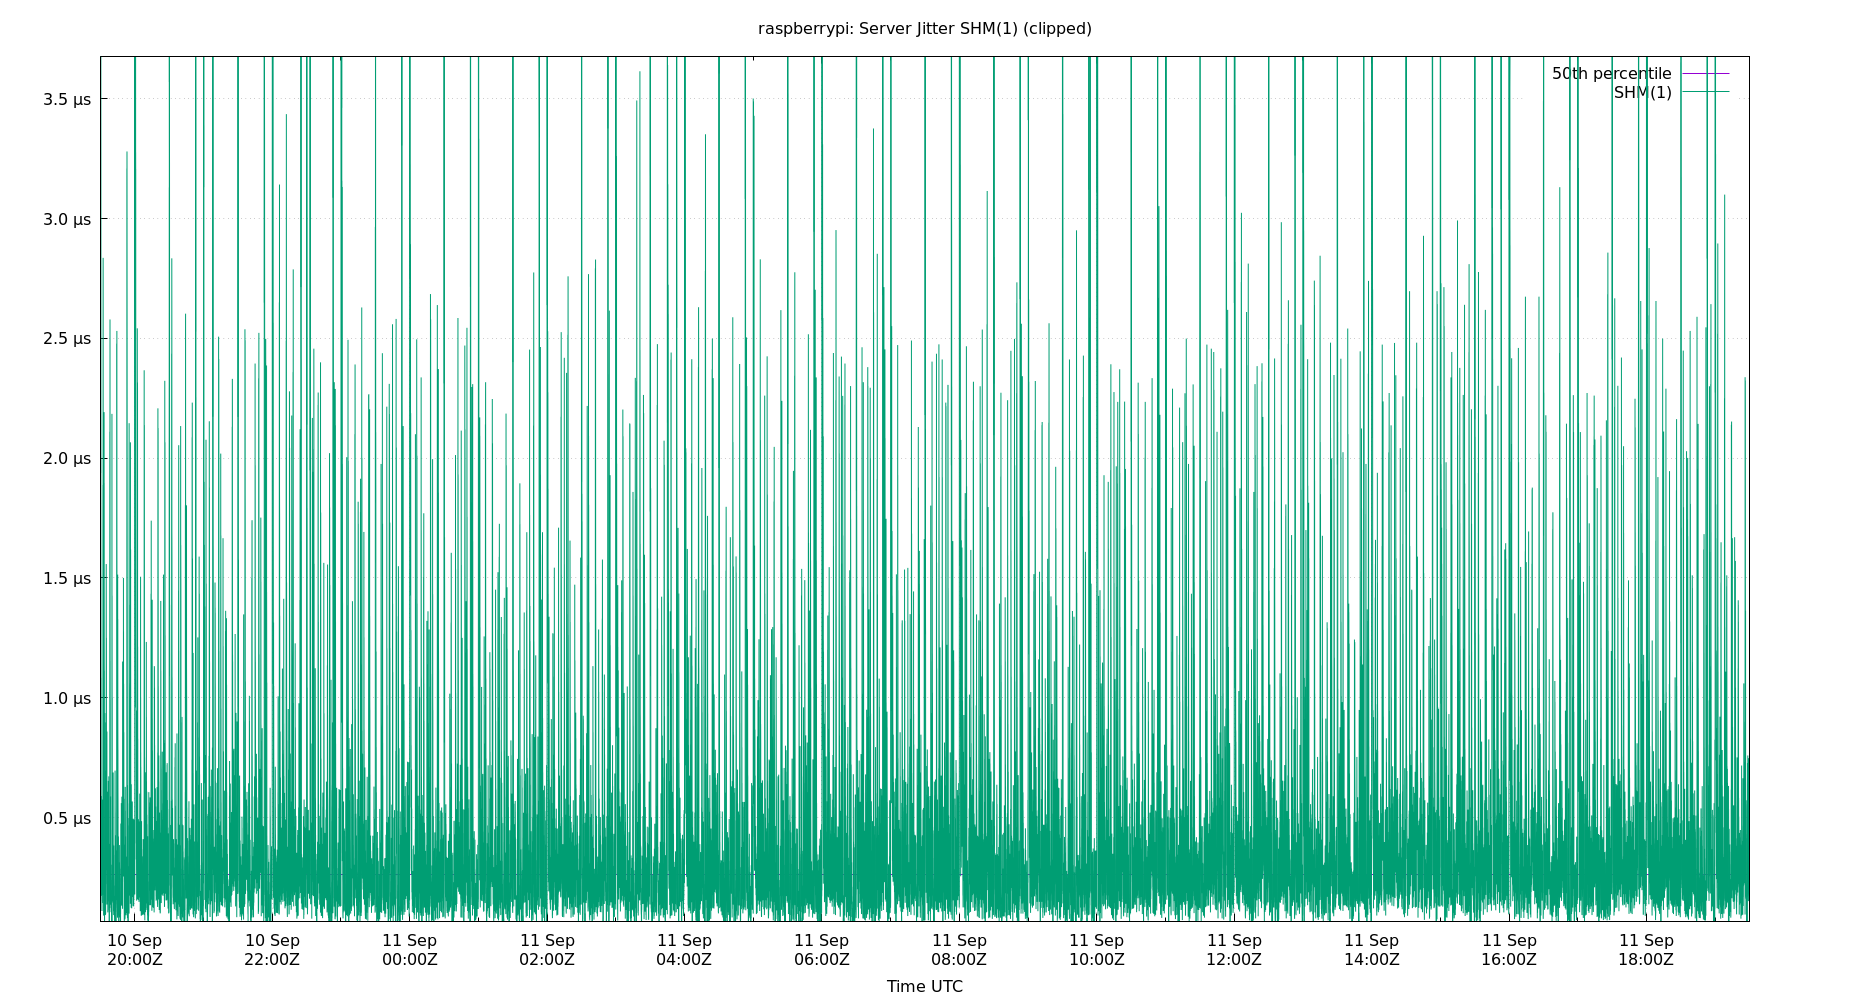 raspberrypi: Server Jitter SHM(1) (clipped)
50th percentile
SHM(1)
3.5 µs
3.0 µs
2.5 µs
2.0 µs
1.5 µs
1.0 µs
0.5 µs
10 Sep 10 Sep 11 Sep 11 Sep 11 Sep 11 Sep 11 Sep 11 Sep 11 Sep 11 Sep 11 Sep 11 Sep
20:00Z 22:00Z 00:00Z 02:00Z 04:00Z 06:00Z 08:00Z 10:00Z 12:00Z 14:00Z 16:00Z 18:00Z
Time UTC